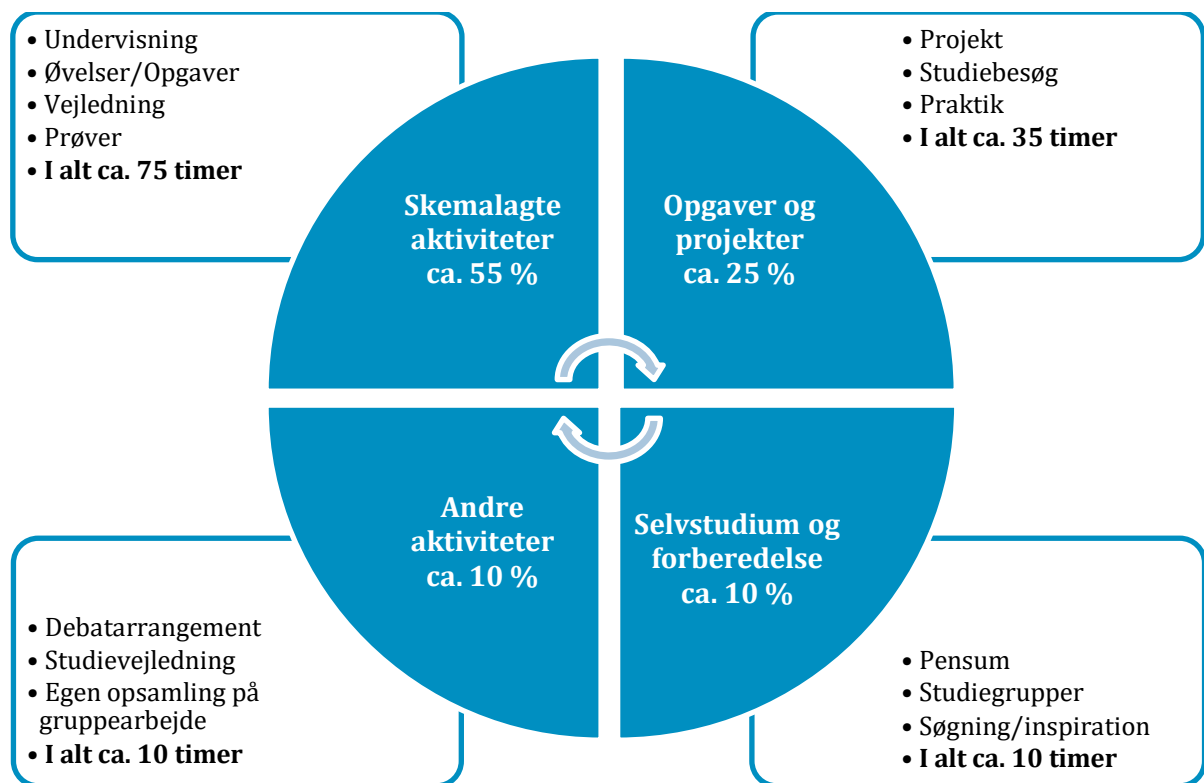 • Undervisning
• Øvelser/Opgaver
• Vejledning
• Prøver
• I alt ca. 75 timer
• Projekt
• Studiebesøg
• Praktik
• I alt ca. 35 timer
Skemalagte
aktiviteter
ca. 55 %
Opgaver og
projekter
ca. 25 %
Andre
aktiviteter
ca. 10 %
Selvstudium og
forberedelse
ca. 10 %
• Debatarrangement
• Studievejledning
• Egen opsamling på
gruppearbejde
• I alt ca. 10 timer
• Pensum
• Studiegrupper
• Søgning/inspiration
• I alt ca. 10 timer